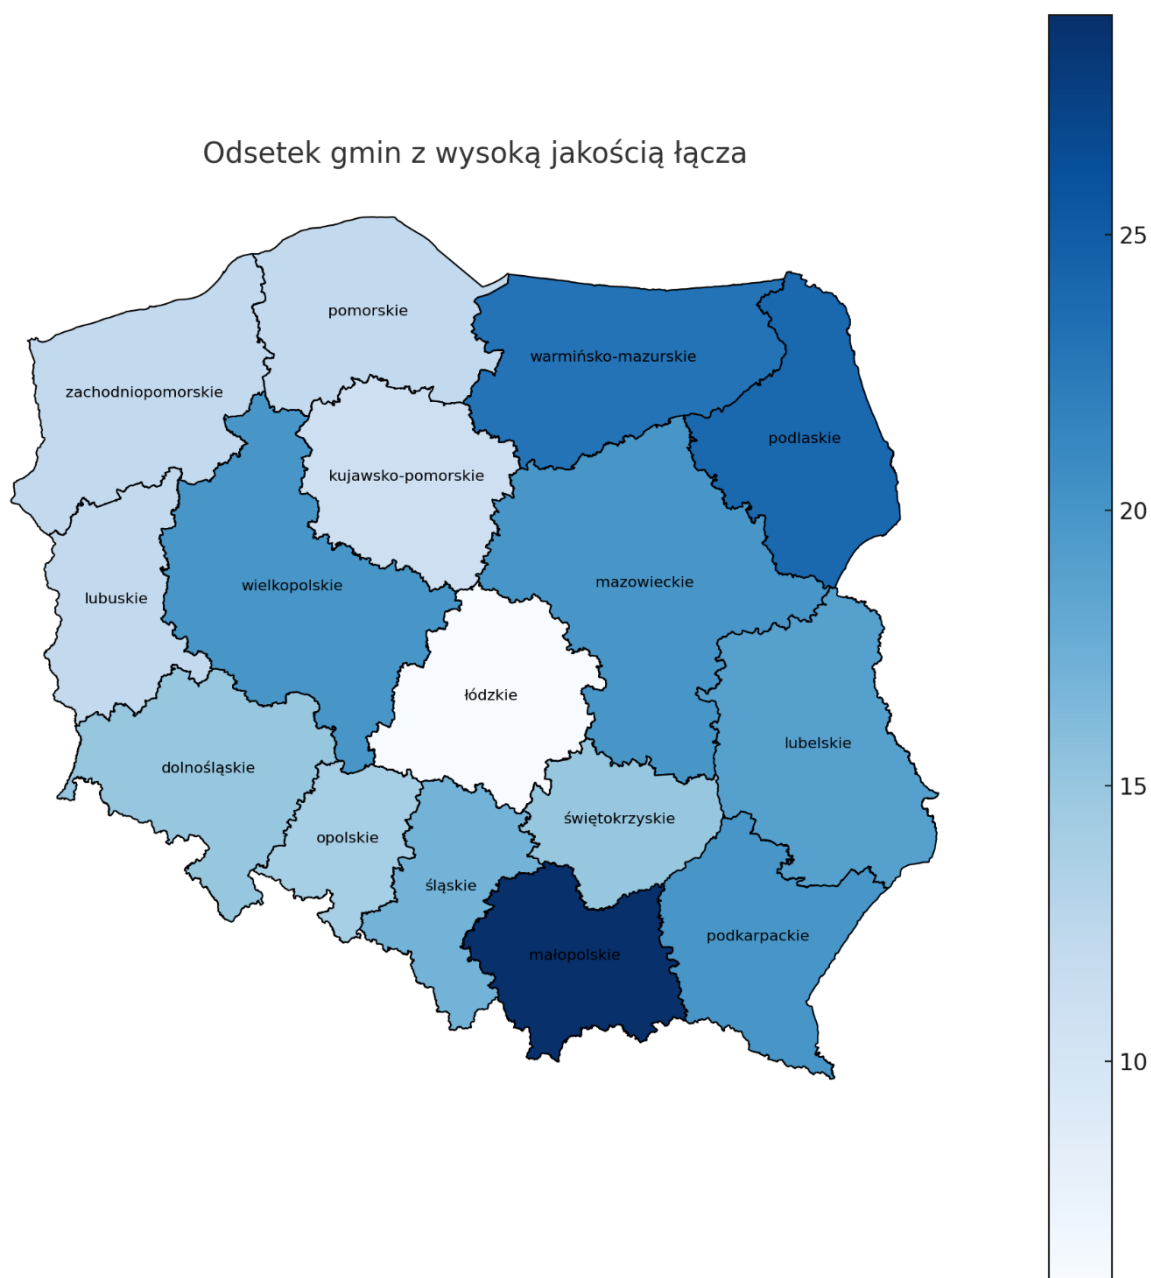 Odsetek gmin z wysoką jakością łącza
25
pomorskie
warmińsko-mazurskie
zachodniopomorskie
podlaskie
kujawsko-pomorskie
20
mazowieckie
wielkopolskie
lubuskie
łódzkie
lubelskie
dolnośląskie
15
świętokrzyskie
opolskie
śląskie
podkarpackie
małopolskie
10